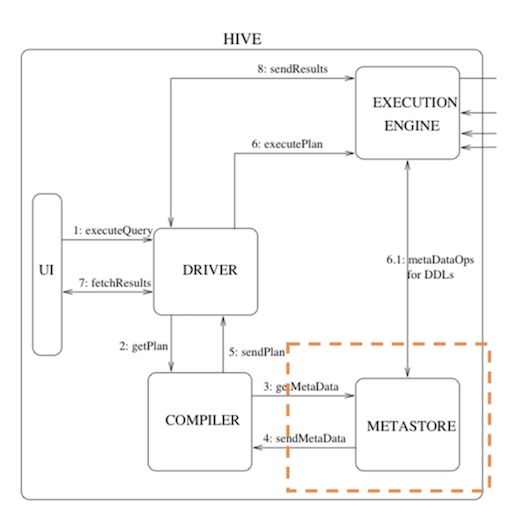 HIVE
8: sendResults
EXECUTION
ENGINE
6: executePlan
1: executeQuery
UI
DRIVER
7: fetchResults
6.1: metaDataOps
for DDLs
2: getPlan
5: sendPlan
3: getMetaData
COMPILER
METASTORE
4: sendMetaData